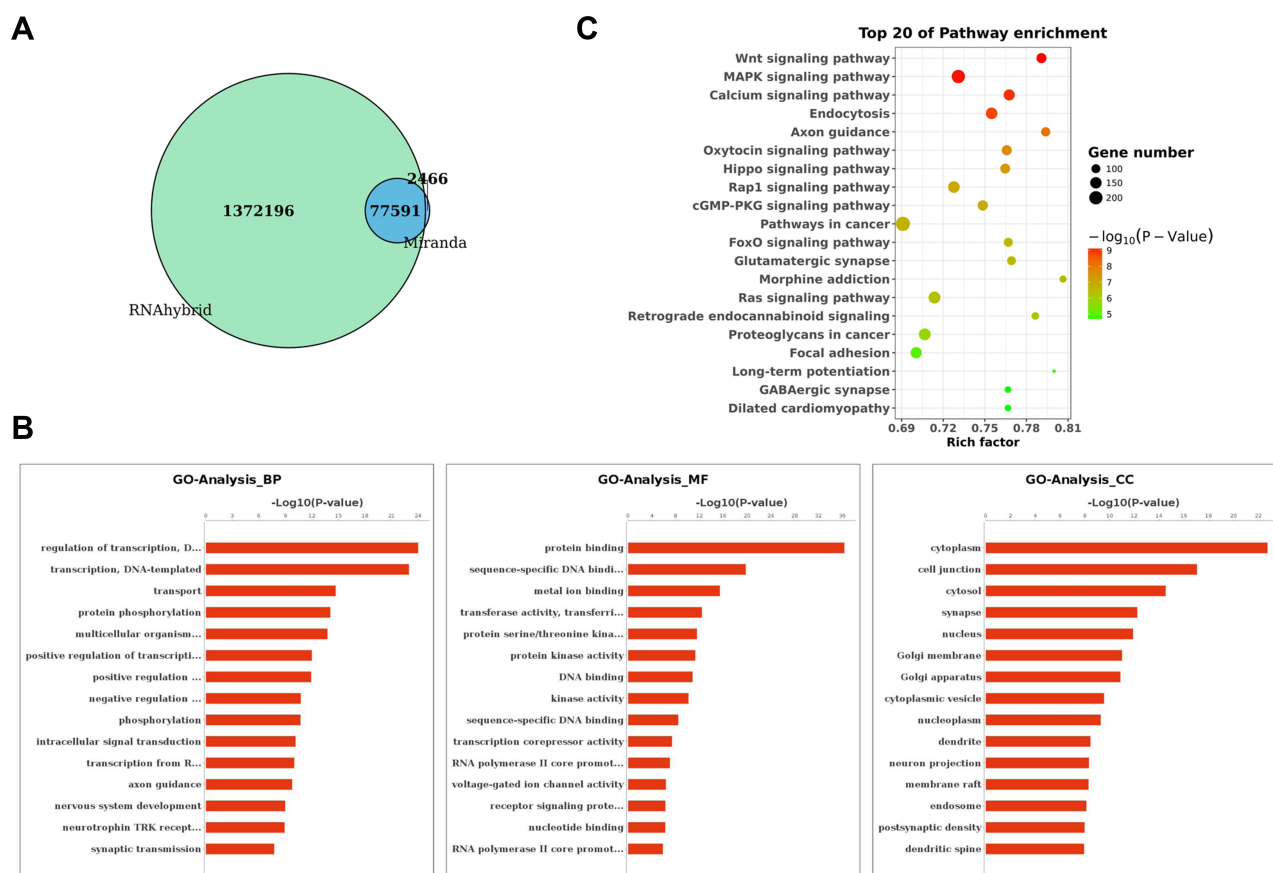 A
1372196
2466
77591
Miranda
RNAhybrid
C
Top 20 of Pathway enrichment
Wnt signaling pathway
MAPK signaling pathway
Calcium signaling pathway
Endocytosis
Axon guidance
Oxytocin signaling pathway
Hippo signaling pathway
Rap1 signaling pathway
cGMP-PKG signaling pathway
Pathways in cancer
FoxO signaling pathway
Glutamatergic synapse
Morphine addiction
Ras signaling pathway
Retrograde endocannabinoid signaling
Proteoglycans in cancer
Focal adhesion
Long-term potentiation
GABAergic synapse
Dilated cardiomyopathy
0.69 0.72 0.75 0.78 0.81
Rich factor
Gene number
100
150
200
−log10(P−Value)
9
8
7
6
5
B
GO-Analysis_BP
-Log10(P-value)
0 3 6 9 12 15 18 21 24
regulation of transcription, D...
transcription, DNA-templated
transport
protein phosphorylation
multicellular organism...
positive regulation of transcripti...
positive regulation ...
negative regulation ...
phosphorylation
intracellular signal transduction
transcription from R...
axon guidance
nervous system development
neurotrophin TRK recept...
synaptic transmission
GO-Analysis_MF
-Log10(P-value)
0 4 8 12 16 20 24 28 32 36
protein binding
sequence-specific DNA bindi...
metal ion binding
transferase activity, transferri...
protein serine/threonine kina...
protein kinase activity
DNA binding
kinase activity
sequence-specific DNA binding
transcription corepressor activity
RNA polymerase II core promot...
voltage-gated ion channel activity
receptor signaling prote...
nucleotide binding
RNA polymerase II core promot...
GO-Analysis_CC
-Log10(P-value)
0 2 4 6 8 10 12 14 16 18 20 22
cytoplasm
cell junction
cytosol
synapse
nucleus
Golgi membrane
Golgi apparatus
cytoplasmic vesicle
nucleoplasm
dendrite
neuron projection
membrane raft
endosome
postsynaptic density
dendritic spine